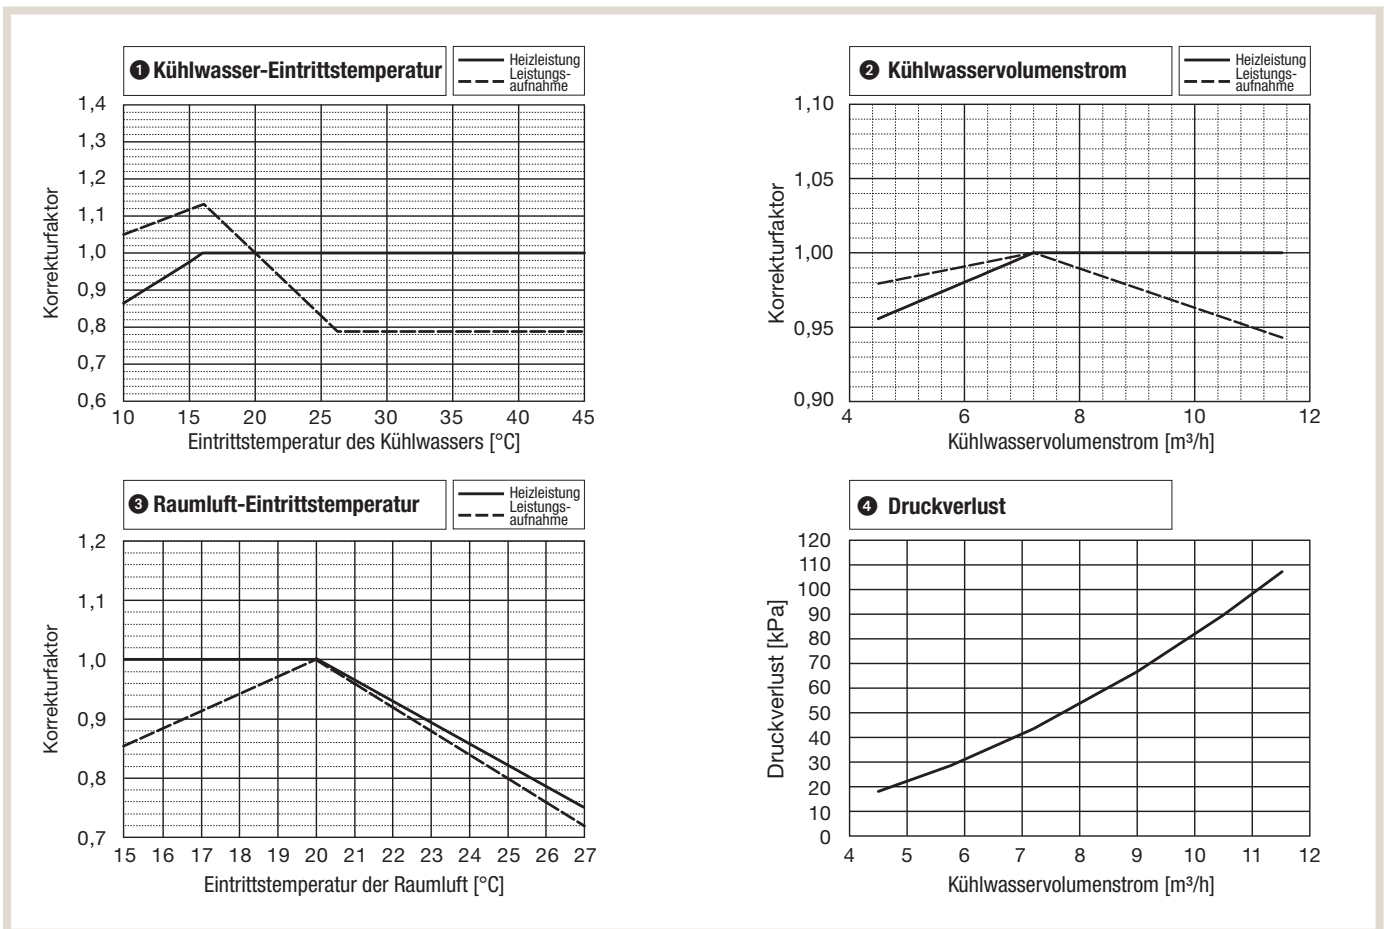 ❶ Kühlwasser-Eintrittstemperatur
Heizleistung
Leistungs-
aufnahme
1,4
1,3
1,2
1,1
1,0
0,9
0,8
0,7
0,6
Korrekturfaktor
10 15 20 25 30 35 40 45
Eintrittstemperatur des Kühlwassers [°C]
❷ Kühlwasservolumenstrom
Heizleistung
Leistungs-
aufnahme
1,10
1,05
1,00
0,95
0,90
Korrekturfaktor
4 6 8 10 12
Kühlwasservolumenstrom [m³/h]
❸ Raumluft-Eintrittstemperatur
Heizleistung
Leistungs-
aufnahme
1,2
1,1
1,0
0,9
0,8
0,7
Korrekturfaktor
15 16 17 18 19 20 21 22 23 24 25 26 27
Eintrittstemperatur der Raumluft [°C]
❹ Druckverlust
120
110
100
90
80
70
60
50
40
30
20
10
0
Druckverlust [kPa]
4 5 6 7 8 9 10 11 12
Kühlwasservolumenstrom [m³/h]